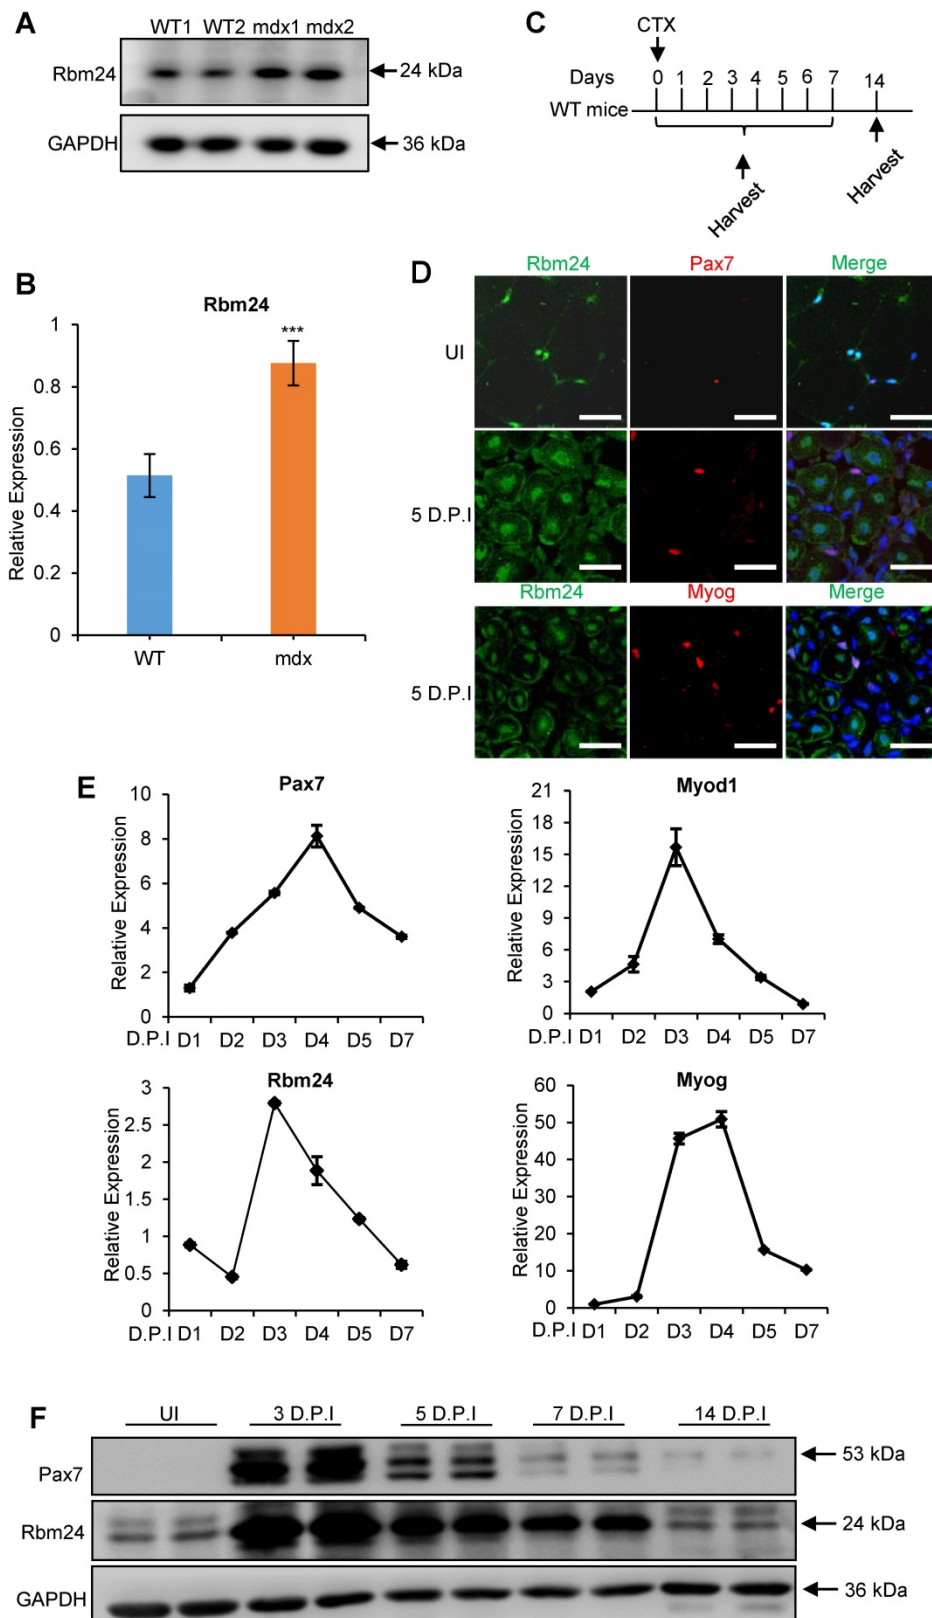 A
WT1 WT2 mdx1 mdx2
Rbm24
24 kDa
GAPDH
36 kDa
C
CTX
Days 0 1 2 3 4 5 6 7 14
WT mice
Harvest
Harvest
B
Rbm24
Relative Expression
1
0.8
0.6
0.4
0.2
0
***
WT mdx
D
Rbm24 Pax7 Merge
UI
5 D.P.I
Rbm24 Myog Merge
5 D.P.I
E
Pax7
Relative Expression
10
8
6
4
2
0
D.P.I D1 D2 D3 D4 D5 D7
Myod1
Relative Expression
21
18
15
12
9
6
3
0
D.P.I D1 D2 D3 D4 D5 D7
Rbm24
Relative Expression
3
2.5
2
1.5
1
0.5
0
D.P.I D1 D2 D3 D4 D5 D7
Myog
Relative Expression
60
50
40
30
20
10
0
D.P.I D1 D2 D3 D4 D5 D7
F
UI 3 D.P.I 5 D.P.I 7 D.P.I 14 D.P.I
Pax7
53 kDa
Rbm24
24 kDa
GAPDH
36 kDa